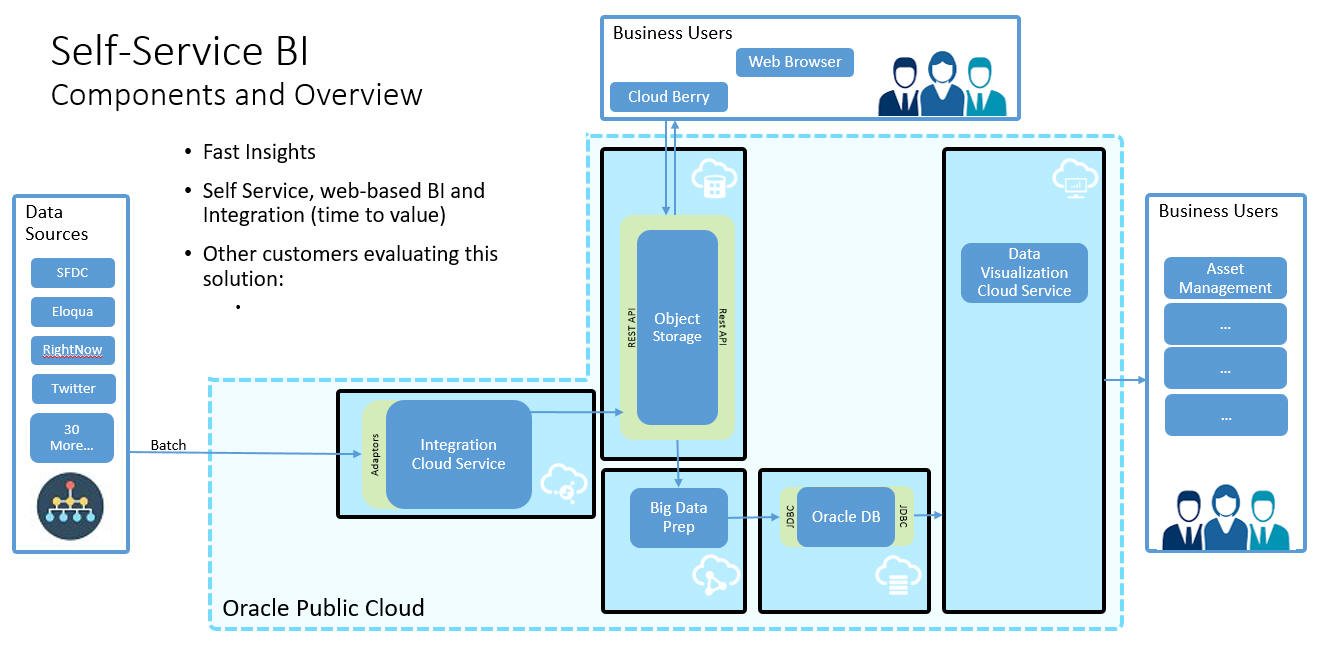 Self-Service BI
Components and Overview
• Fast Insights
• Self Service, web-based BI and
Integration (time to value)
• Other customers evaluating this
solution:
•
Business Users
Web Browser
Cloud Berry
Data
Sources
SFDC
Eloqua
RightNow
Twitter
30
More...
Batch
Adaptors
Integration
Cloud Service
REST API
Object
Storage
Rest API
Big Data
Prep
JDBC
Oracle DB
JDBC
Data
Visualization
Cloud Service
Business Users
Asset
Management
...
...
...
Oracle Public Cloud